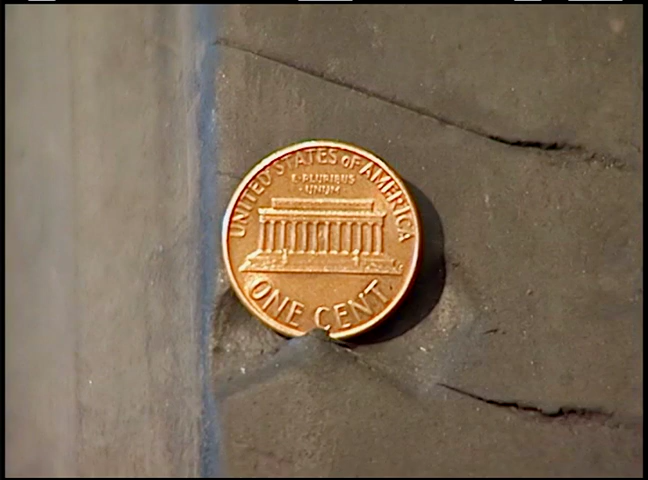 UNITED STATES OF AMERICA
E·PLURIBUS
·UNUM·
ONE CENT